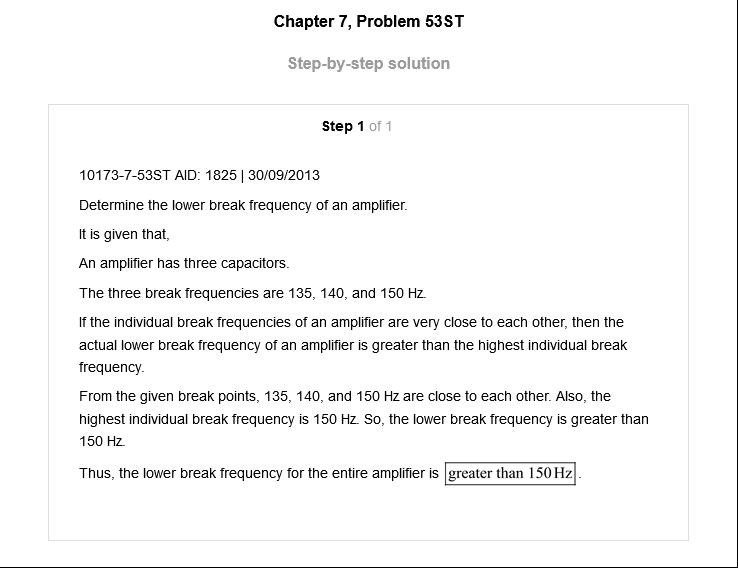 Chapter 7, Problem 53ST
Step-by-step solution
Step 1 of 1
10173-7-53ST AID: 1825 | 30/09/2013
Determine the lower break frequency of an amplifier.
It is given that,
An amplifier has three capacitors.
The three break frequencies are 135, 140, and 150 Hz.
If the individual break frequencies of an amplifier are very close to each other, then the
actual lower break frequency of an amplifier is greater than the highest individual break
frequency.
From the given break points, 135, 140, and 150 Hz are close to each other. Also, the
highest individual break frequency is 150 Hz. So, the lower break frequency is greater than
150 Hz.
Thus, the lower break frequency for the entire amplifier is greater than 150 Hz.